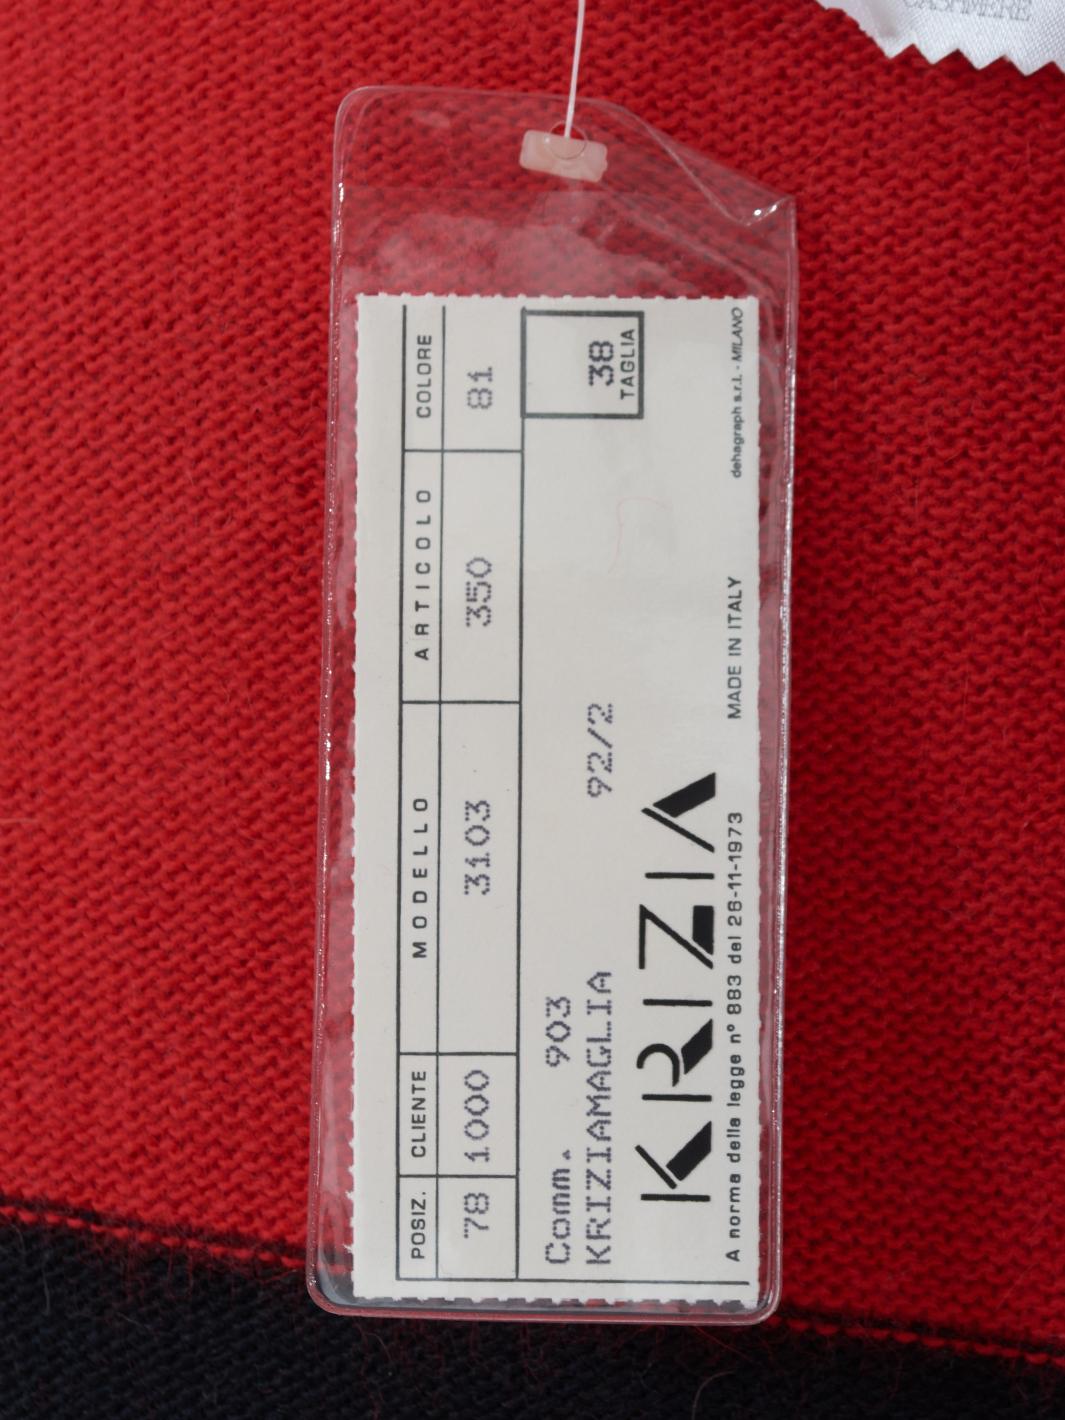 CASHMERE
POSIZ. CLIENTE MODELLO ARTICOLO COLORE
78 1000 3103 350 81
Comm. 903
KRIZIAMAGLIA 92/2 38
TAGLIA
KRIZIA
A norma della legge n° 883 del 26-11-1973 MADE IN ITALY dehagraph s.r.l. - MILANO